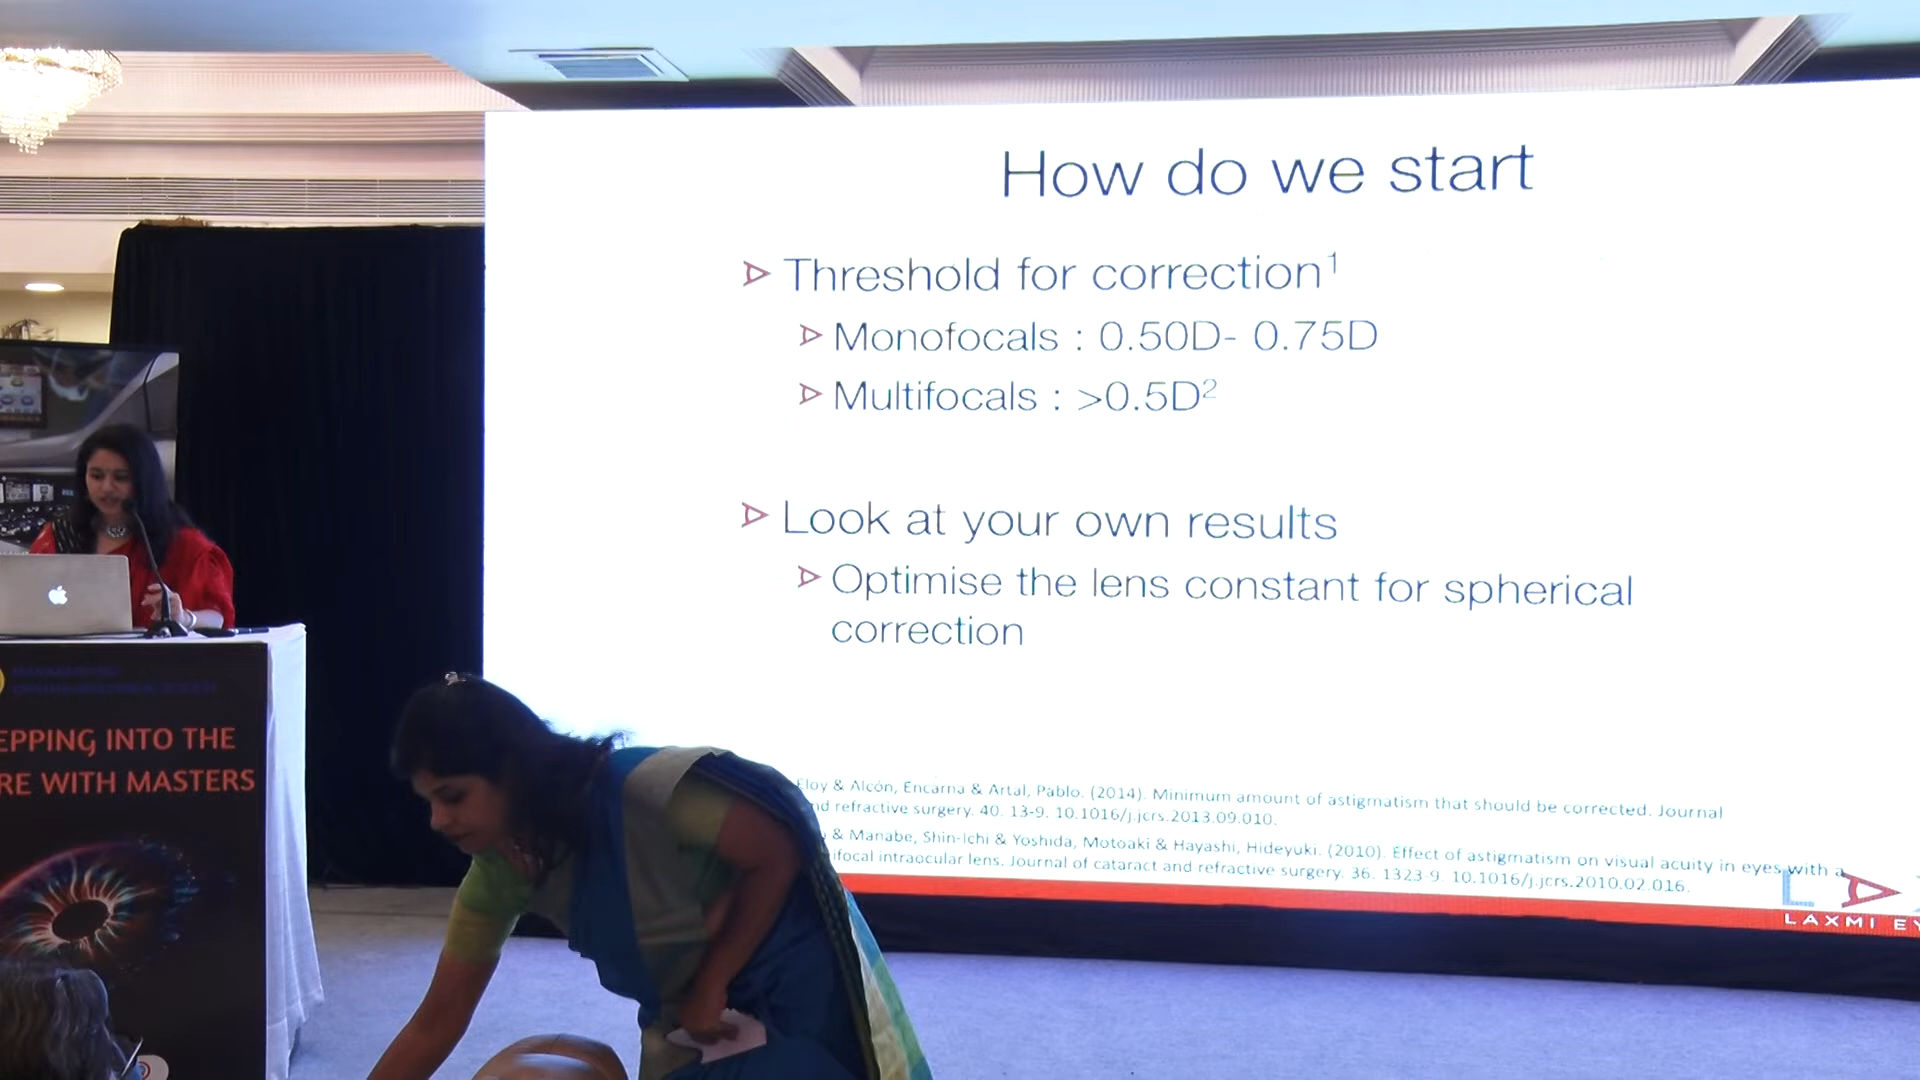 How do we start
Threshold for correction¹
Monofocals : 0.50D- 0.75D
Multifocals : >0.5D²
Look at your own results
Optimise the lens constant for spherical
correction
Eloy & Alcón, Encarna & Artal, Pablo. (2014). Minimum amount of astigmatism that should be corrected. Journal
nd refractive surgery. 40. 13-9. 10.1016/j.jcrs.2013.09.010.
& Manabe, Shin-Ichi & Yoshida, Motoaki & Hayashi, Hideyuki. (2010). Effect of astigmatism on visual acuity in eyes with a
ifocal intraocular lens. Journal of cataract and refractive surgery. 36. 1323-9. 10.1016/j.jcrs.2010.02.016.
LAXMI EY
EPPING INTO THE
RE WITH MASTERS